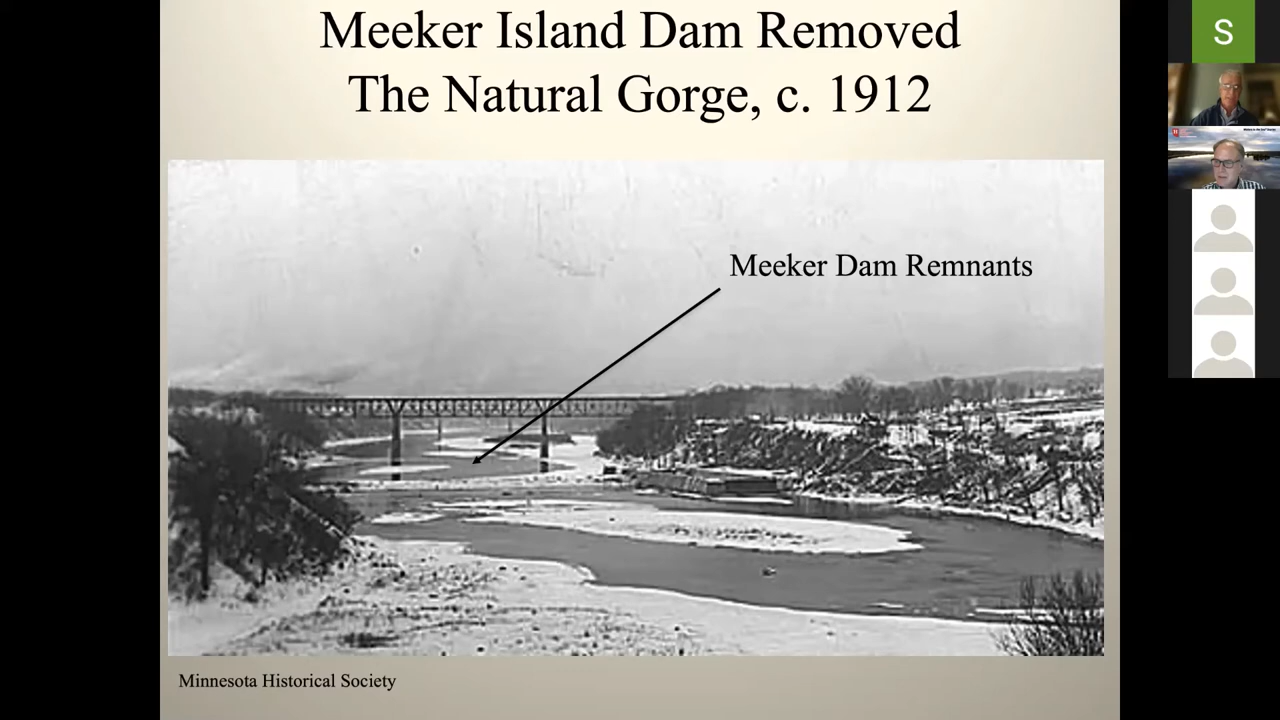 Meeker Island Dam Removed
The Natural Gorge, c. 1912
Meeker Dam Remnants
Minnesota Historical Society
S